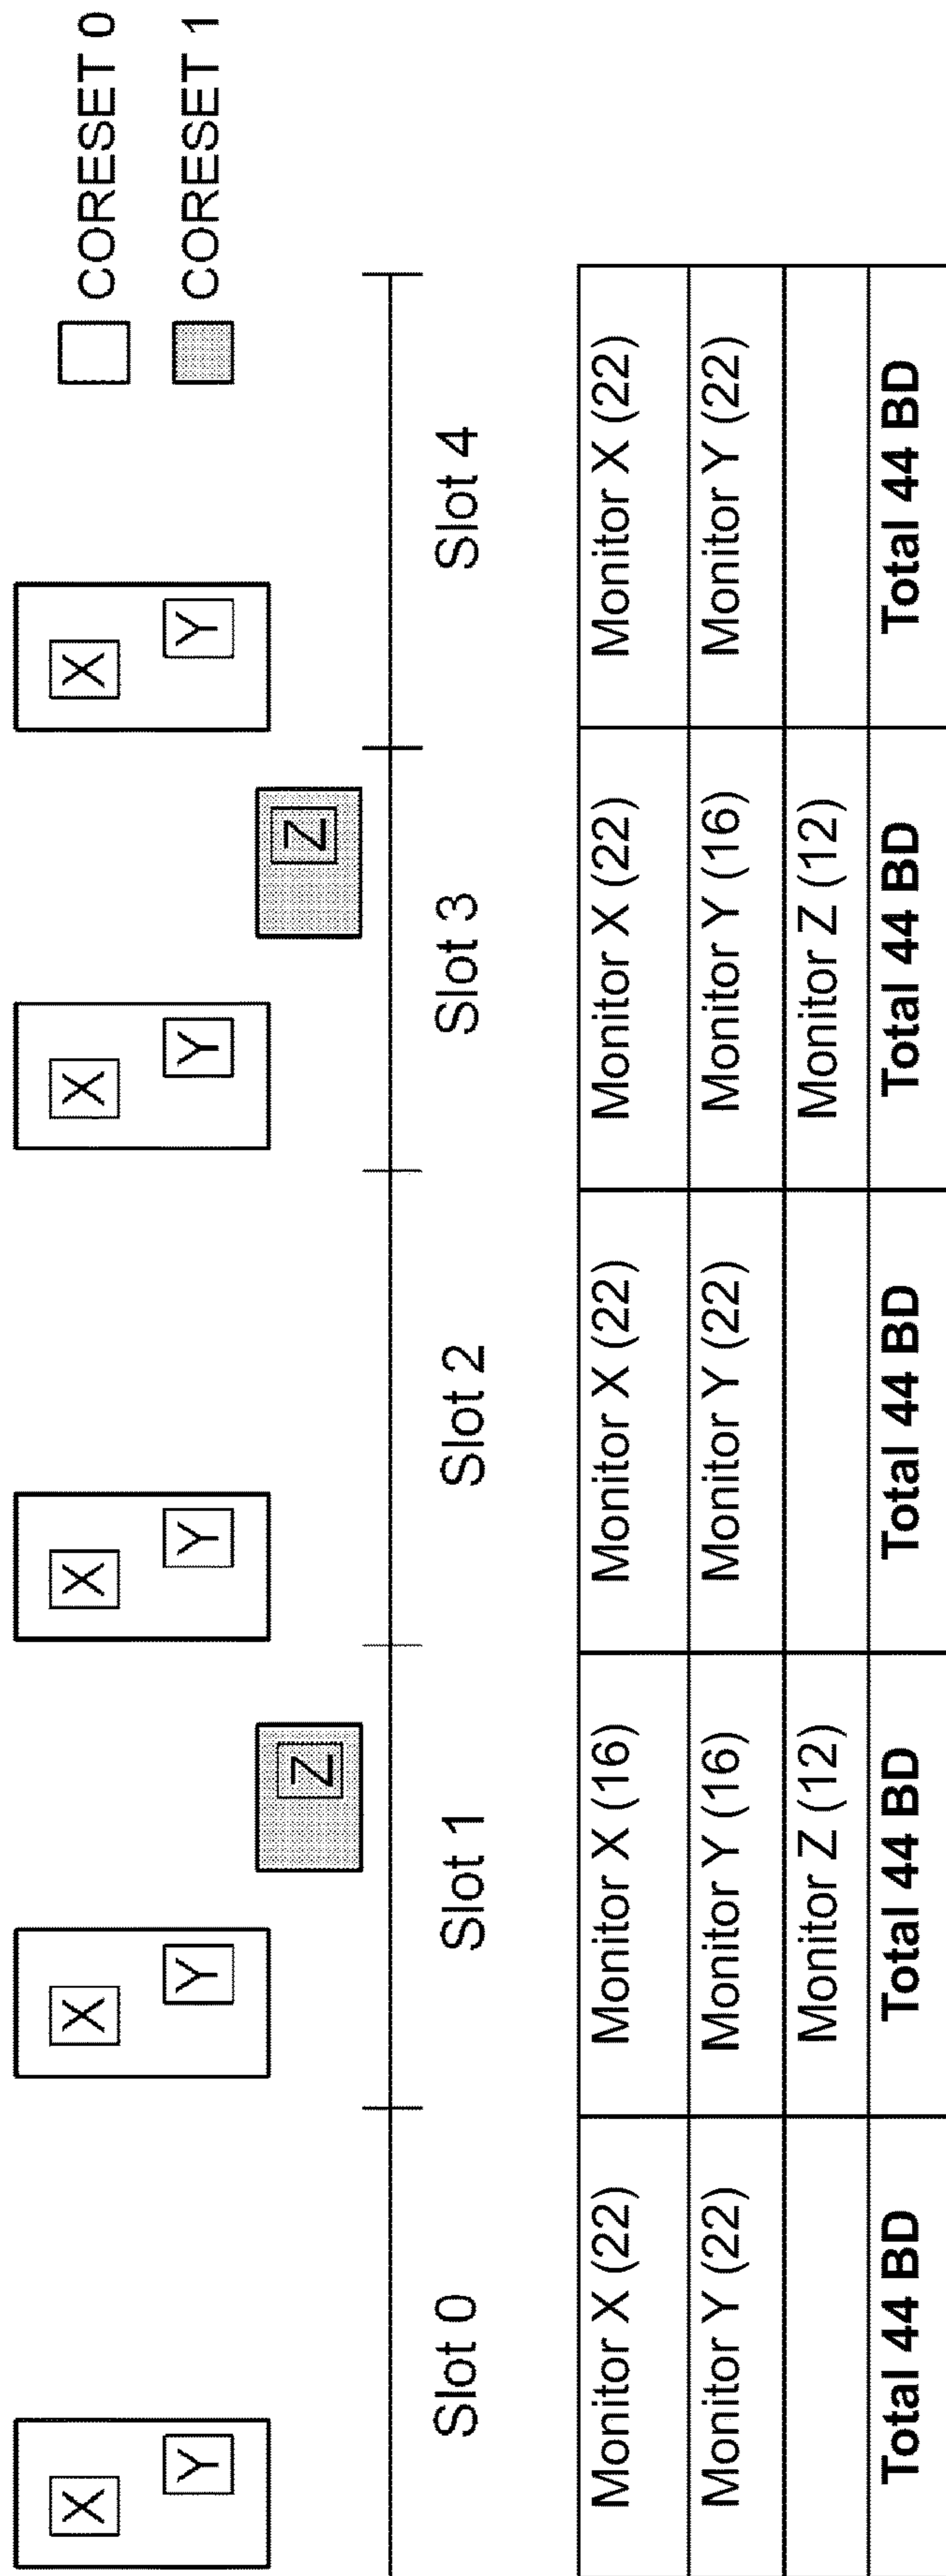 CORESET 0
CORESET 1
X X X X X
Y Y Y Y Y
Z Z
Slot 0 Slot 1 Slot 2 Slot 3 Slot 4
Monitor X (22) Monitor X (16) Monitor X (22) Monitor X (22) Monitor X (22)
Monitor Y (22) Monitor Y (16) Monitor Y (22) Monitor Y (16) Monitor Y (22)
Monitor Z (12) Monitor Z (12)
Total 44 BD Total 44 BD Total 44 BD Total 44 BD Total 44 BD